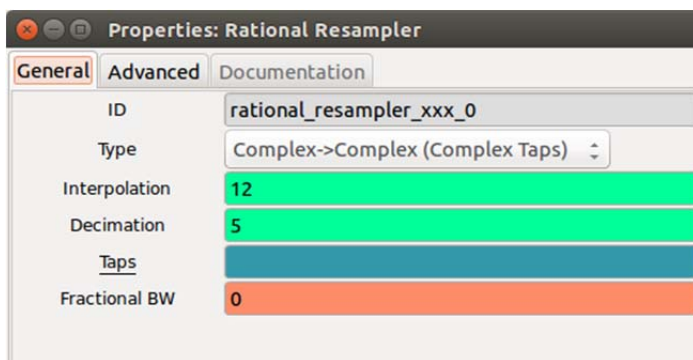 Properties: Rational Resampler
General Advanced Documentation
ID rational_resampler_xxx_0
Type Complex->Complex (Complex Taps)
Interpolation 12
Decimation 5
Taps
Fractional BW 0